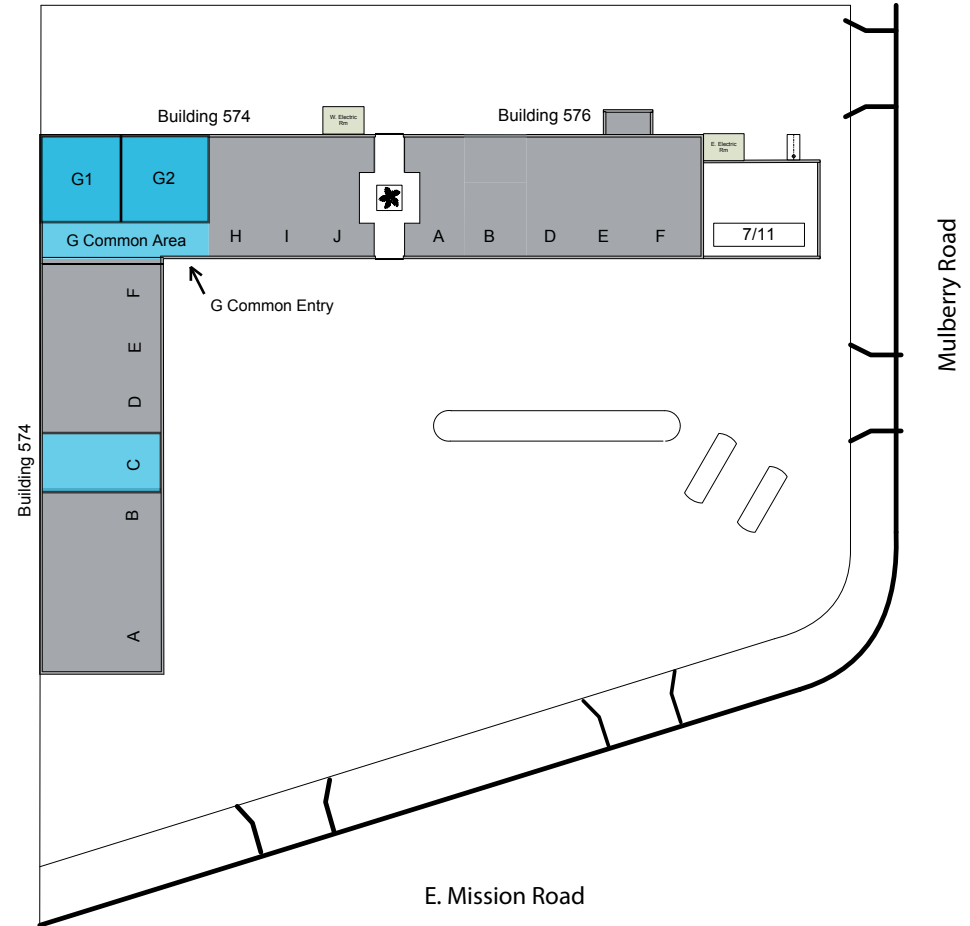 Building 574
Building 576
W. Electric
Rm
E. Electric
Rm
G1
G2
G Common Area
H
I
J
A
B
D
E
F
7/11
G Common Entry
F
E
D
C
B
A
Building 574
Mulberry Road
E. Mission Road